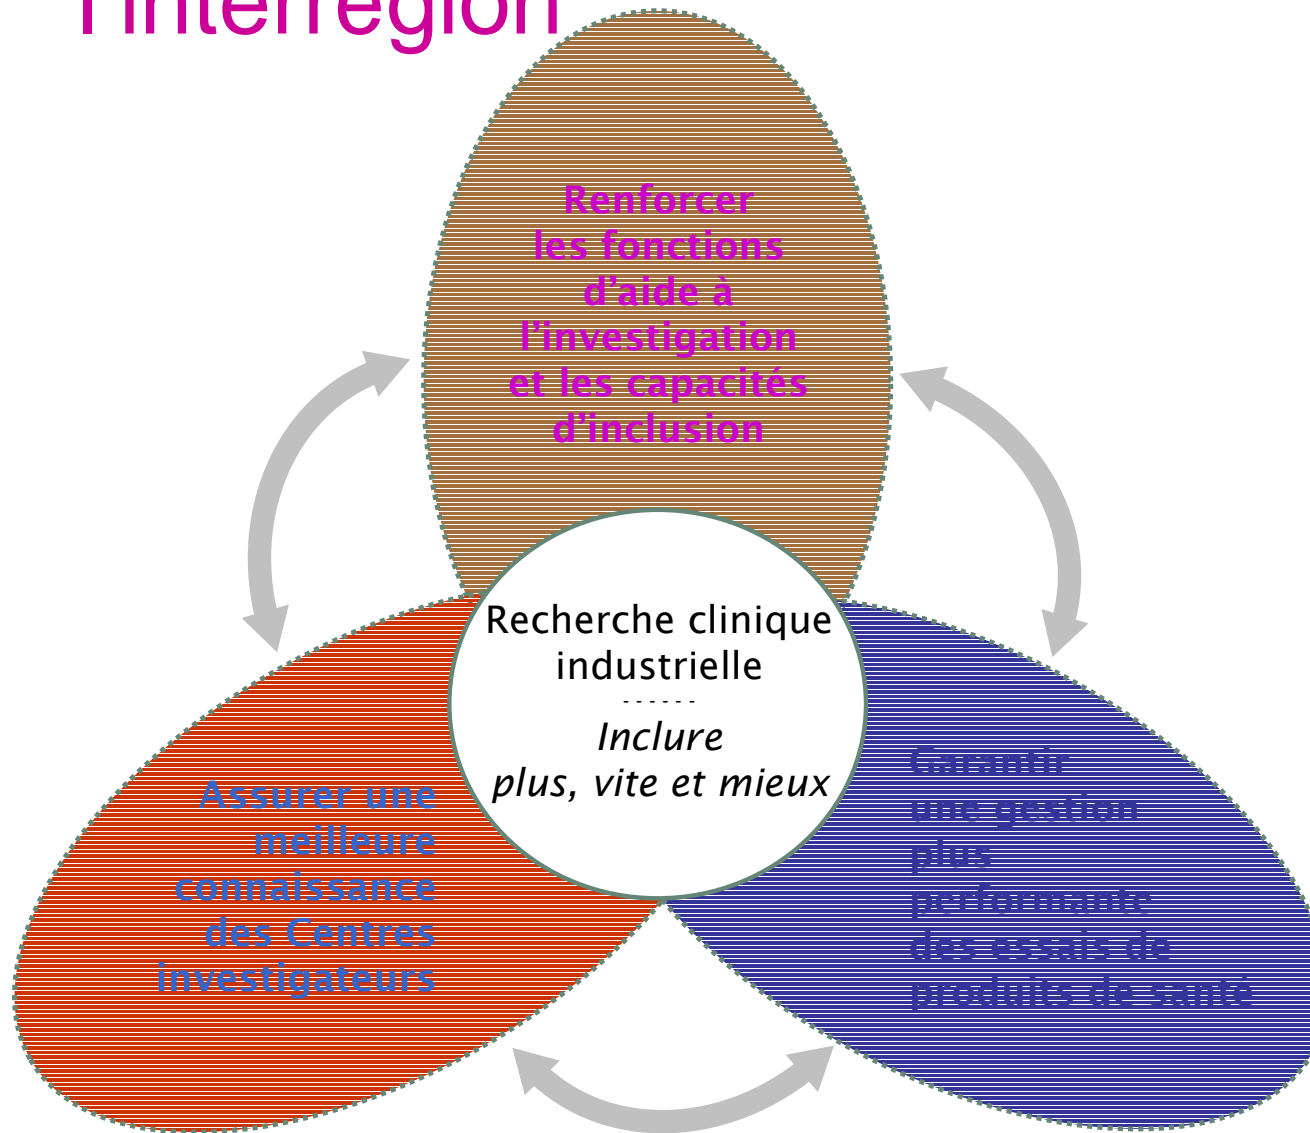 l'interrégion
Renforcer
les fonctions
d'aide à
l'investigation
et les capacités
d'inclusion
Recherche clinique
industrielle
------
Inclure
plus, vite et mieux
Assurer une
meilleure
connaissance
des Centres
investigateurs
Garantir
une gestion
plus
performante
des essais de
produits de santé